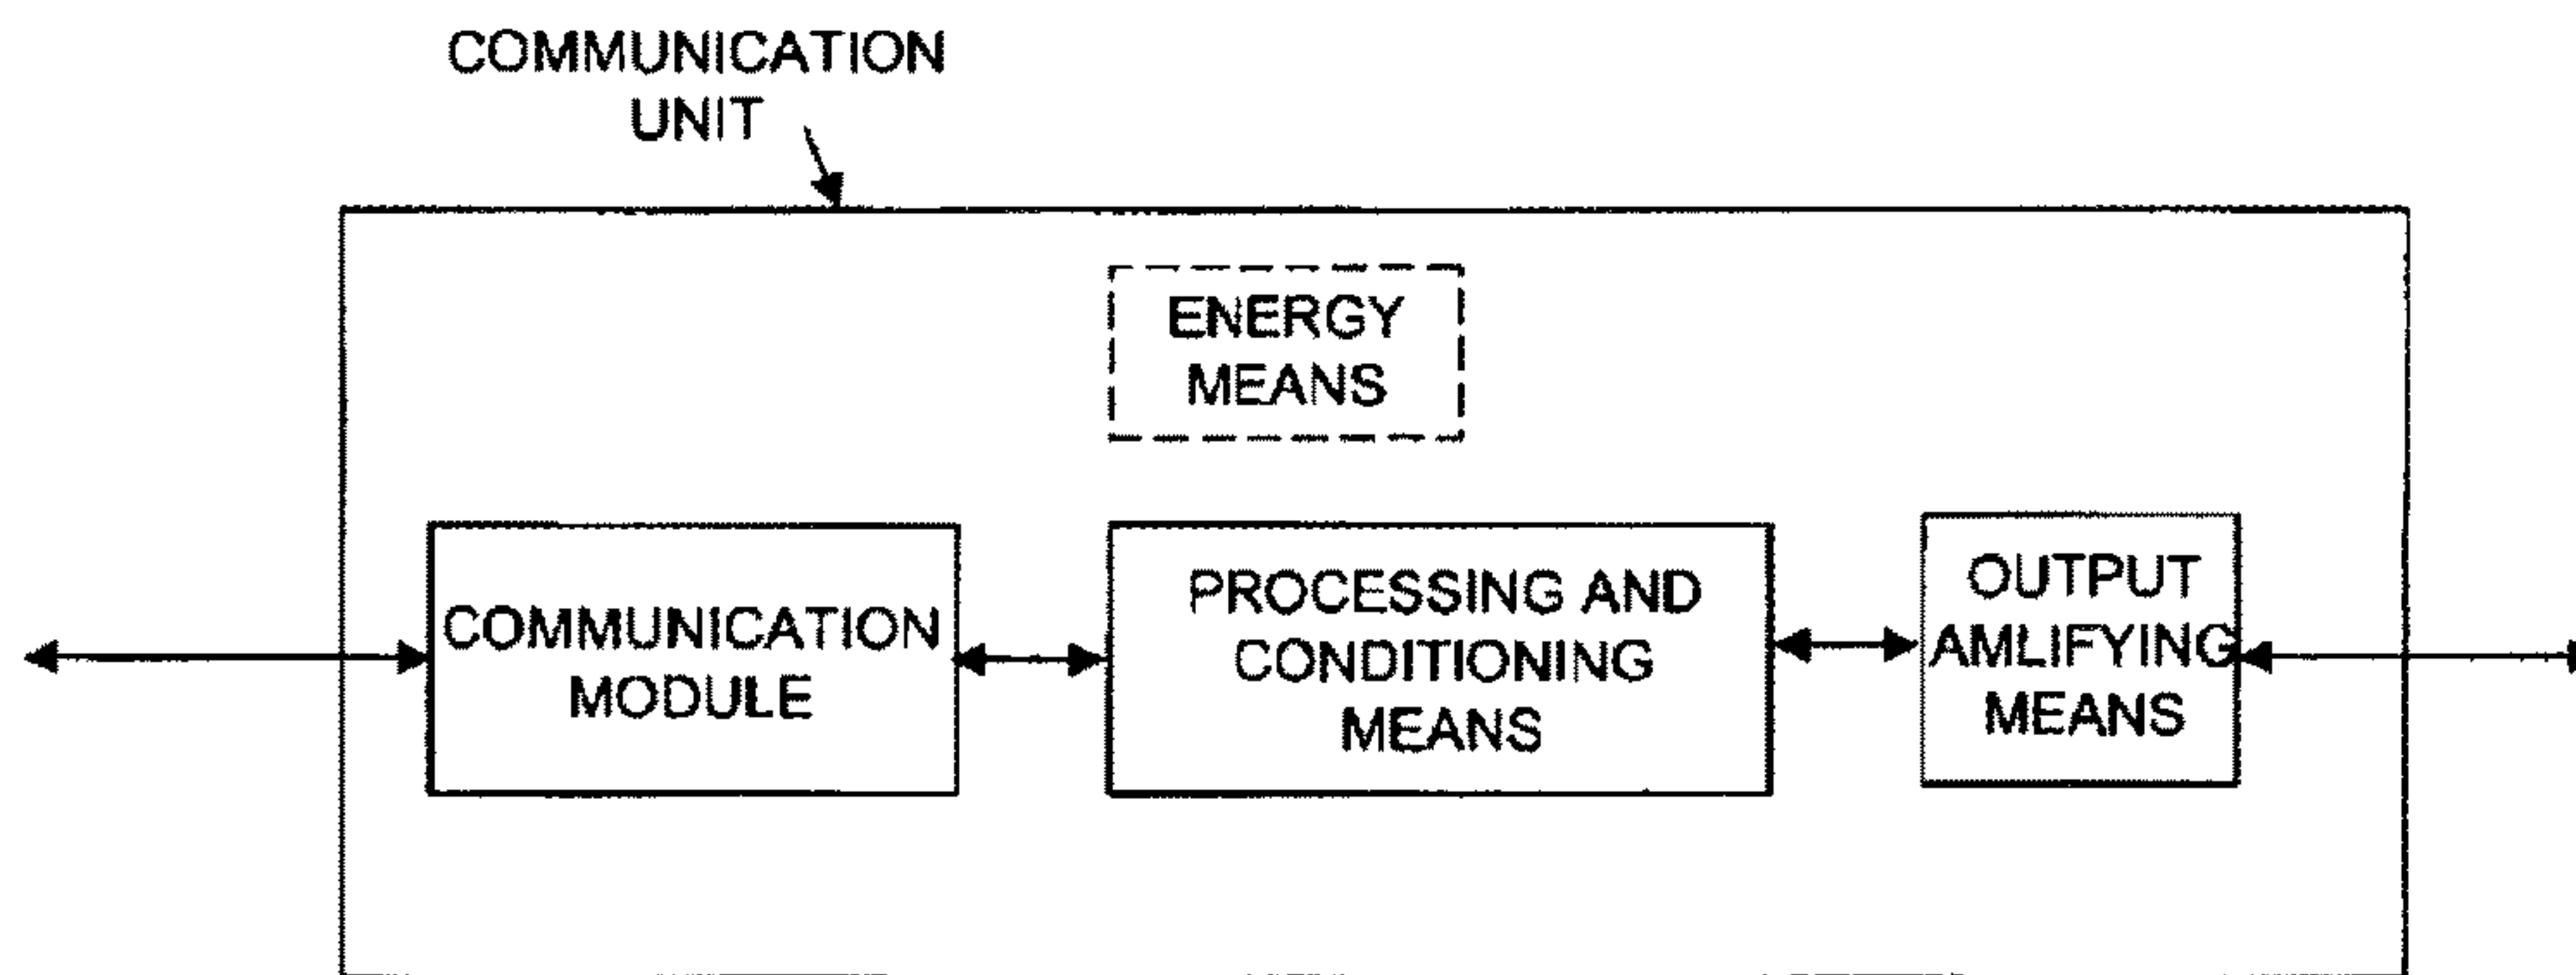 COMMUNICATION
UNIT
ENERGY
MEANS
COMMUNICATION
MODULE
PROCESSING AND
CONDITIONING
MEANS
OUTPUT
AMLIFYING
MEANS